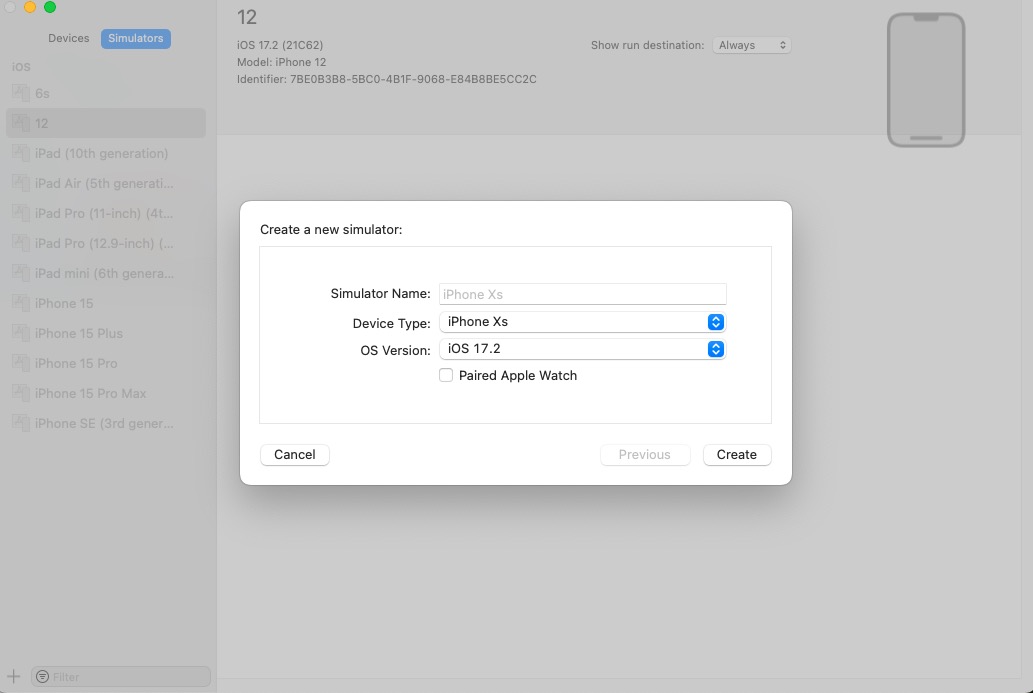 Devices Simulators
iOS
6s
12
iPad (10th generation)
iPad Air (5th generati...
iPad Pro (11-inch) (4t...
iPad Pro (12.9-inch) (...
iPad mini (6th genera...
iPhone 15
iPhone 15 Plus
iPhone 15 Pro
iPhone 15 Pro Max
iPhone SE (3rd gener...
Filter
12
iOS 17.2 (21C62)
Model: iPhone 12
Identifier: 7BE0B3B8-5BC0-4B1F-9068-E84B8BE5CC2C
Show run destination: Always
Create a new simulator:
Simulator Name: iPhone Xs
Device Type: iPhone Xs
OS Version: iOS 17.2
Paired Apple Watch
Cancel Previous Create